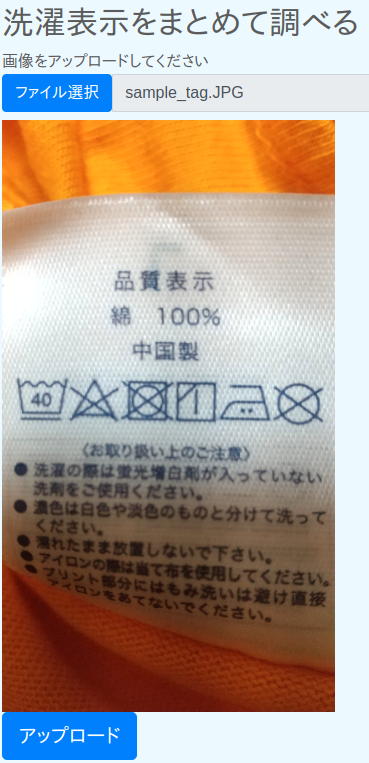 洗濯表示をまとめて調べる
画像をアップロードしてください
ファイル選択 sample_tag.JPG
品質表示
綿 100%
中国製
40
〈お取り扱い上のご注意〉
● 洗濯の際は蛍光増白剤が入っていない
洗剤をご使用ください。
● 濃色は白色や淡色のものと分けて洗って
ください。
● 濡れたまま放置しないで下さい。
● アイロンの際は当て布を使用してください。
● プリント部分にはもみ洗いは避け直接
アイロンをあてないでください。
アップロード